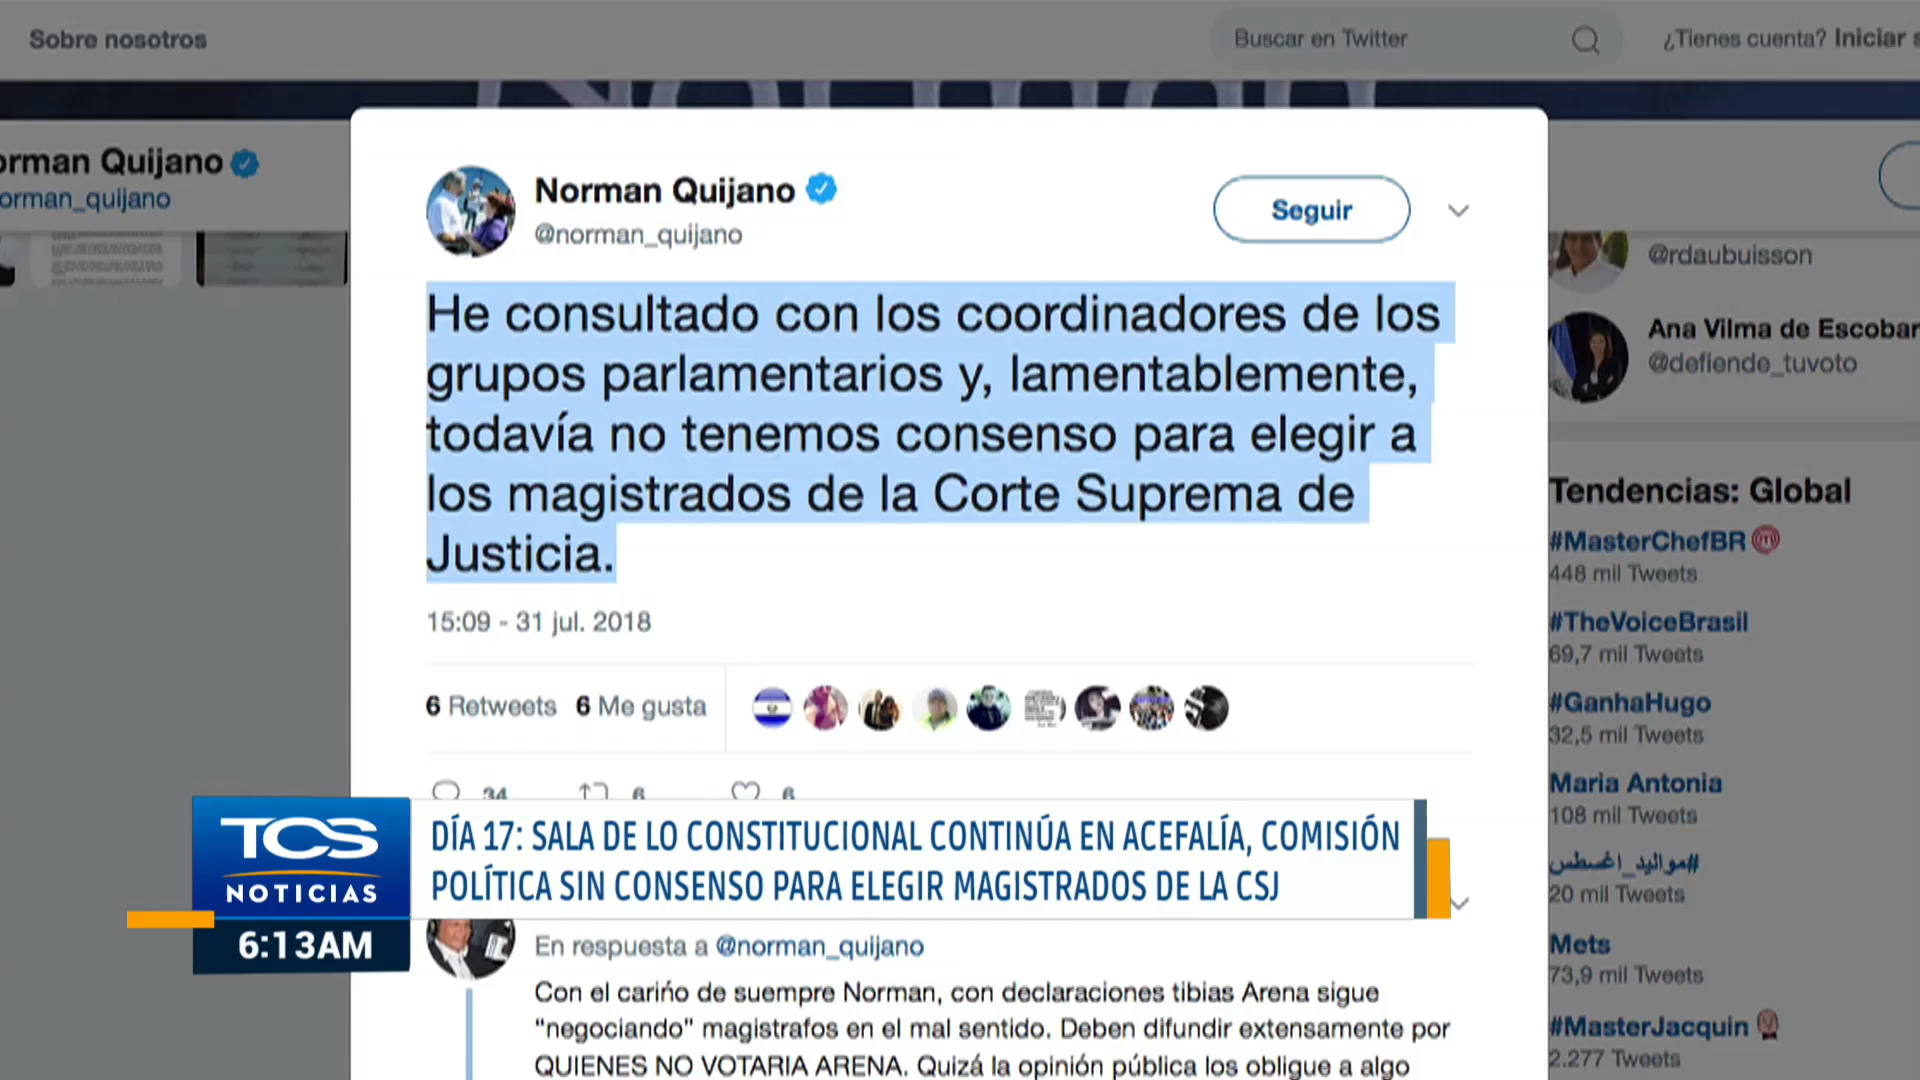 Sobre nosotros
Buscar en Twitter
¿Tienes cuenta? Iniciar
orman Quijano
orman_quijano
Norman Quijano
@norman_quijano
Seguir
He consultado con los coordinadores de los
grupos parlamentarios y, lamentablemente,
todavía no tenemos consenso para elegir a
los magistrados de la Corte Suprema de
Justicia.
15:09 - 31 jul. 2018
6 Retweets 6 Me gusta
34 6 6
@rdaubuisson
Ana Vilma de Escobar
@defiende_tuvoto
Tendencias: Global
#MasterChefBR
448 mil Tweets
#TheVoiceBrasil
69,7 mil Tweets
#GanhaHugo
32,5 mil Tweets
Maria Antonia
108 mil Tweets
#مواليد_اغسطس
20 mil Tweets
Mets
73,9 mil Tweets
#MasterJacquin
2.277 Tweets
TCS
NOTICIAS
6:13AM
DÍA 17: SALA DE LO CONSTITUCIONAL CONTINÚA EN ACEFALÍA, COMISIÓN
POLÍTICA SIN CONSENSO PARA ELEGIR MAGISTRADOS DE LA CSJ
En respuesta a @norman_quijano
Con el cariño de suempre Norman, con declaraciones tibias Arena sigue
“negociando” magistrafos en el mal sentido. Deben difundir extensamente por
QUIENES NO VOTARIA ARENA. Quizá la opinión pública los obligue a algo